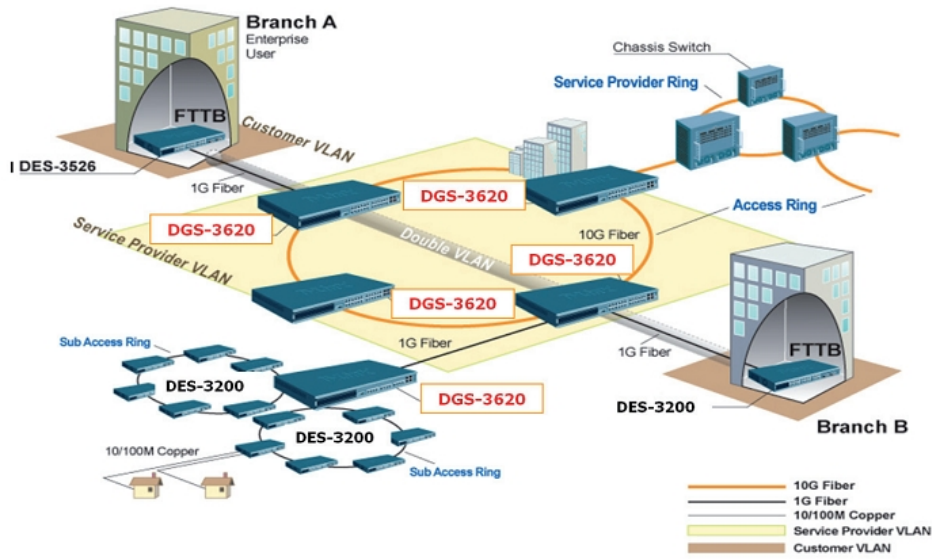 Branch A
Enterprise
User
FTTB
I DES-3526
Customer VLAN
1G Fiber
Chassis Switch
Service Provider Ring
Access Ring
DGS-3620
DGS-3620
Service Provider VLAN
Double VLAN
10G Fiber
DGS-3620
DGS-3620
1G Fiber
1G Fiber
FTTB
DES-3200
Branch B
Sub Access Ring
DES-3200
DGS-3620
DES-3200
10/100M Copper
Sub Access Ring
10G Fiber
1G Fiber
10/100M Copper
Service Provider VLAN
Customer VLAN